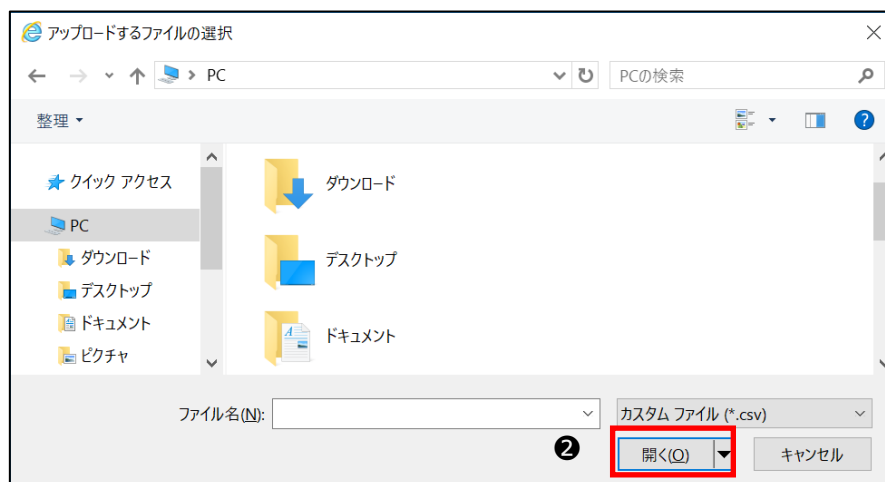 アップロードするファイルの選択
PC
PCの検索
整理
クイック アクセス
PC
ダウンロード
デスクトップ
ドキュメント
ピクチャ
ダウンロード
デスクトップ
ドキュメント
ファイル名(N):
カスタム ファイル (*.csv)
❷
開く(O)
キャンセル